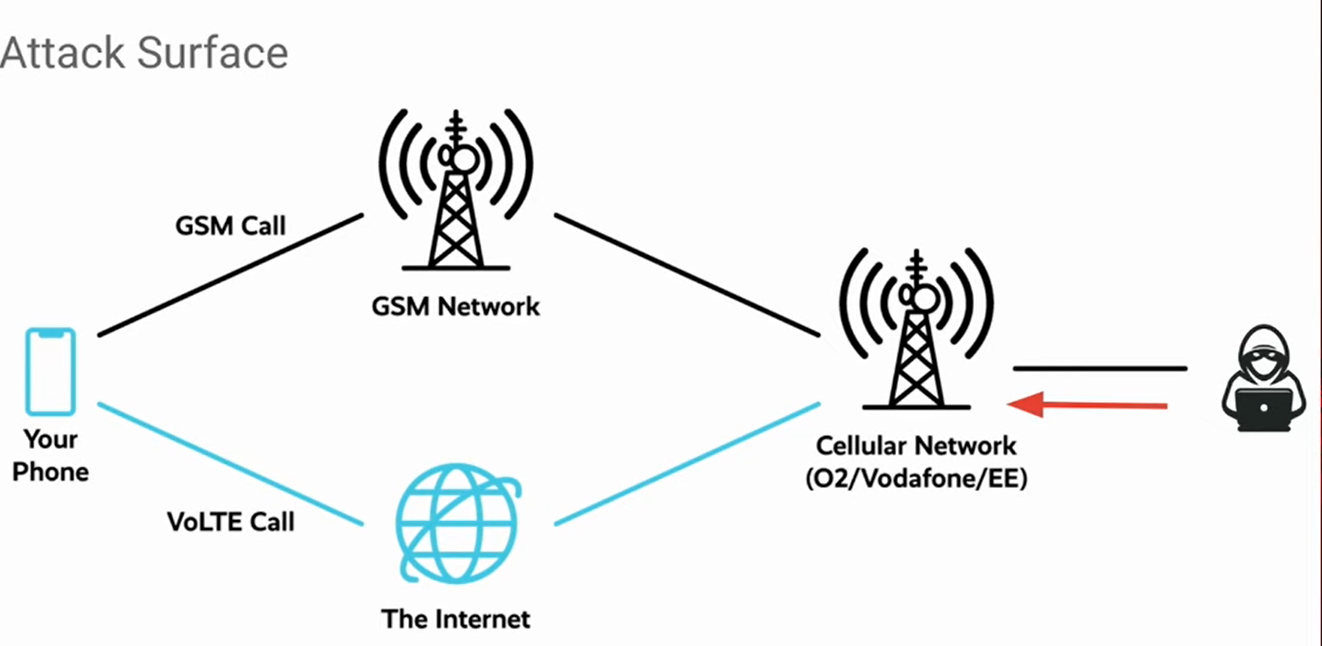 Attack Surface
GSM Call
GSM Network
Your
Phone
Cellular Network
(O2/Vodafone/EE)
VoLTE Call
The Internet